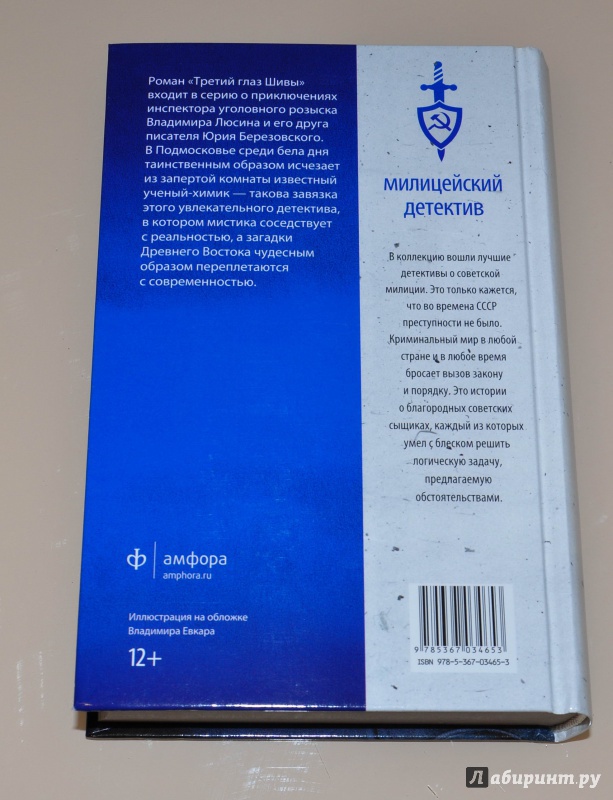 Роман «Третий глаз Шивы»
входит в серию о приключениях
инспектора уголовного розыска
Владимира Люсина и его друга
писателя Юрия Березовского.
В Подмосковье среди бела дня
таинственным образом исчезает
из запертой комнаты известный
ученый-химик — такова завязка
этого увлекательного детектива,
в котором мистика соседствует
с реальностью, а загадки
Древнего Востока чудесным
образом переплетаются
с современностью.
амфора
amphora.ru
Иллюстрация на обложке
Владимира Евкара
12+
МИЛИЦЕЙСКИЙ
ДЕТЕКТИВ
В коллекцию вошли лучшие
детективы о советской
милиции. Это только кажется,
что во времена СССР
преступности не было.
Криминальный мир в любой
стране и в любое время
бросает вызов закону
и порядку. Это истории
о благородных советских
сыщиках, каждый из которых
умел с блеском решить
логическую задачу,
предлагаемую
обстоятельствами.
9 785367 034653
ISBN 978-5-367-03465-3
Лабиринт.ру